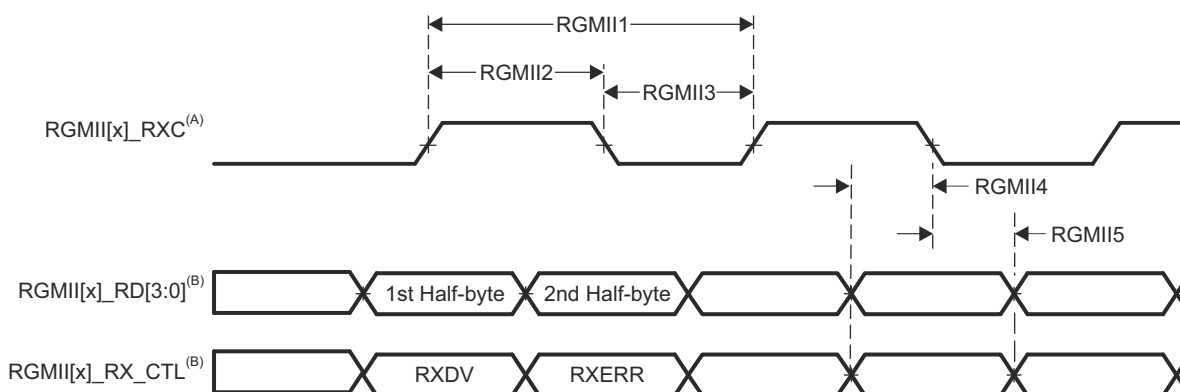 RGMII1
RGMII2
RGMII3
RGMII[x]_RXC(A)
RGMII4
RGMII5
RGMII[x]_RD[3:0](B)
1st Half-byte
2nd Half-byte
RGMII[x]_RX_CTL(B)
RXDV
RXERR